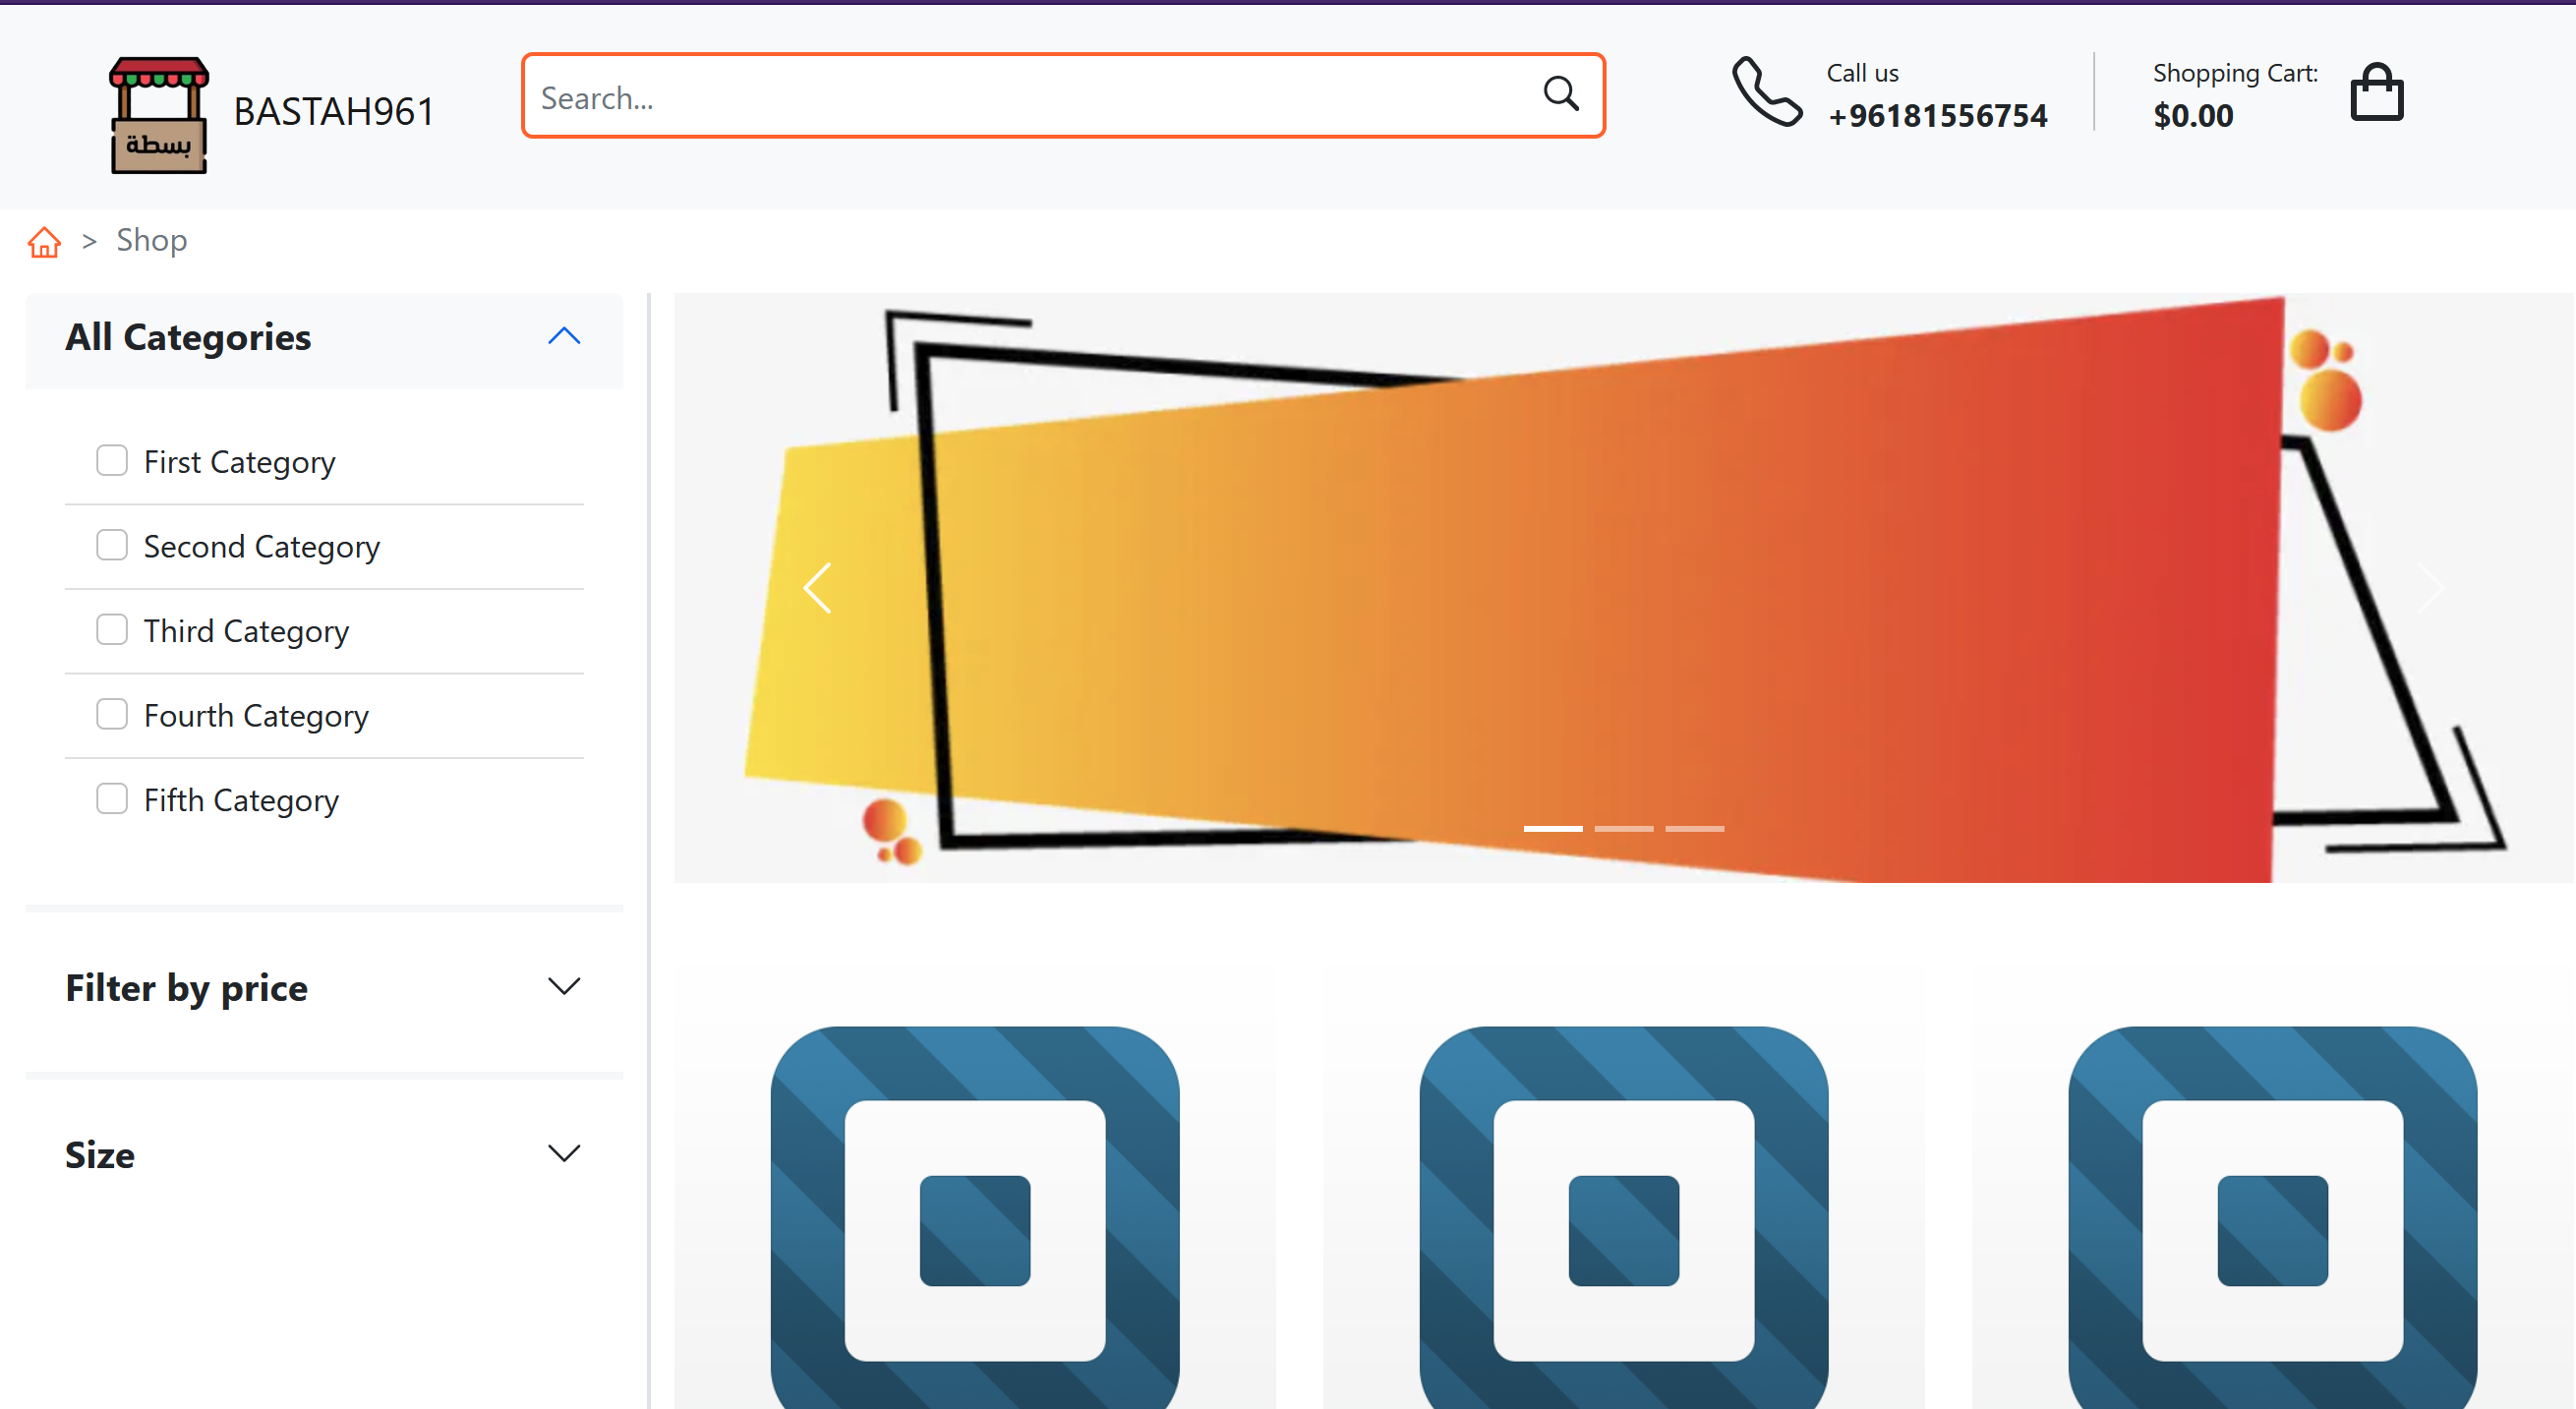 بسطة
BASTAH961
Search...
Call us
+96181556754
Shopping Cart:
$0.00
> Shop
All Categories
First Category
Second Category
Third Category
Fourth Category
Fifth Category
Filter by price
Size